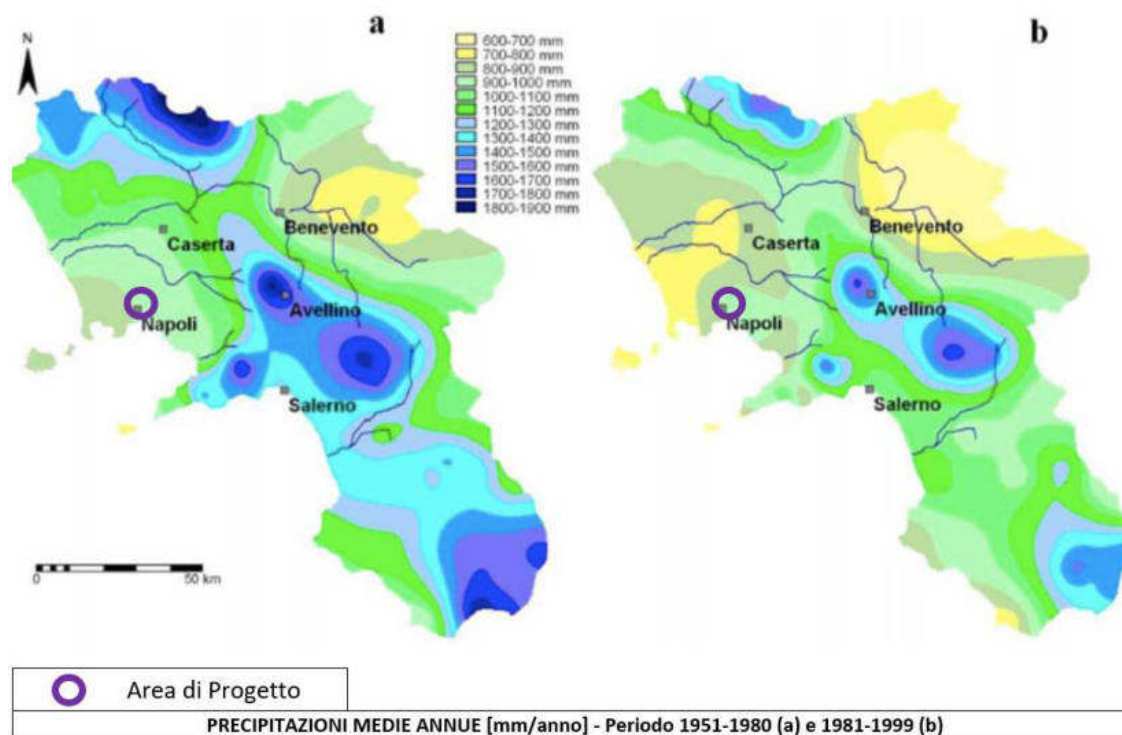 a
b
N
600-700 mm
700-800 mm
800-900 mm
900-1000 mm
1000-1100 mm
1100-1200 mm
1200-1300 mm
1300-1400 mm
1400-1500 mm
1500-1600 mm
1600-1700 mm
1700-1800 mm
1800-1900 mm
Benevento
Caserta
Avellino
Napoli
Salerno
Benevento
Caserta
Avellino
Napoli
Salerno
0 50 km
Area di Progetto
PRECIPITAZIONI MEDIE ANNUE [mm/anno] - Periodo 1951-1980 (a) e 1981-1999 (b)